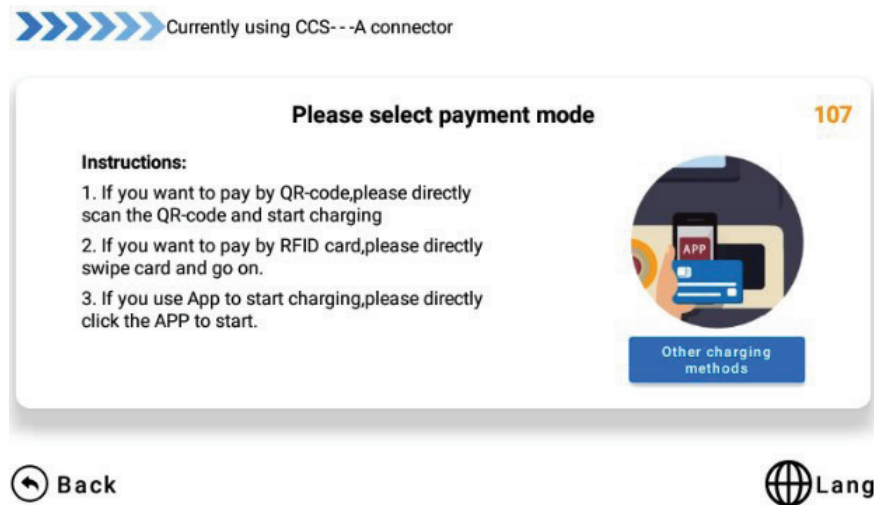 Currently using CCS---A connector
Please select payment mode
107
Instructions:
1. If you want to pay by QR-code,please directly
scan the QR-code and start charging
2. If you want to pay by RFID card,please directly
swipe card and go on.
3. If you use App to start charging,please directly
click the APP to start.
APP
Other charging
methods
Back
Lang